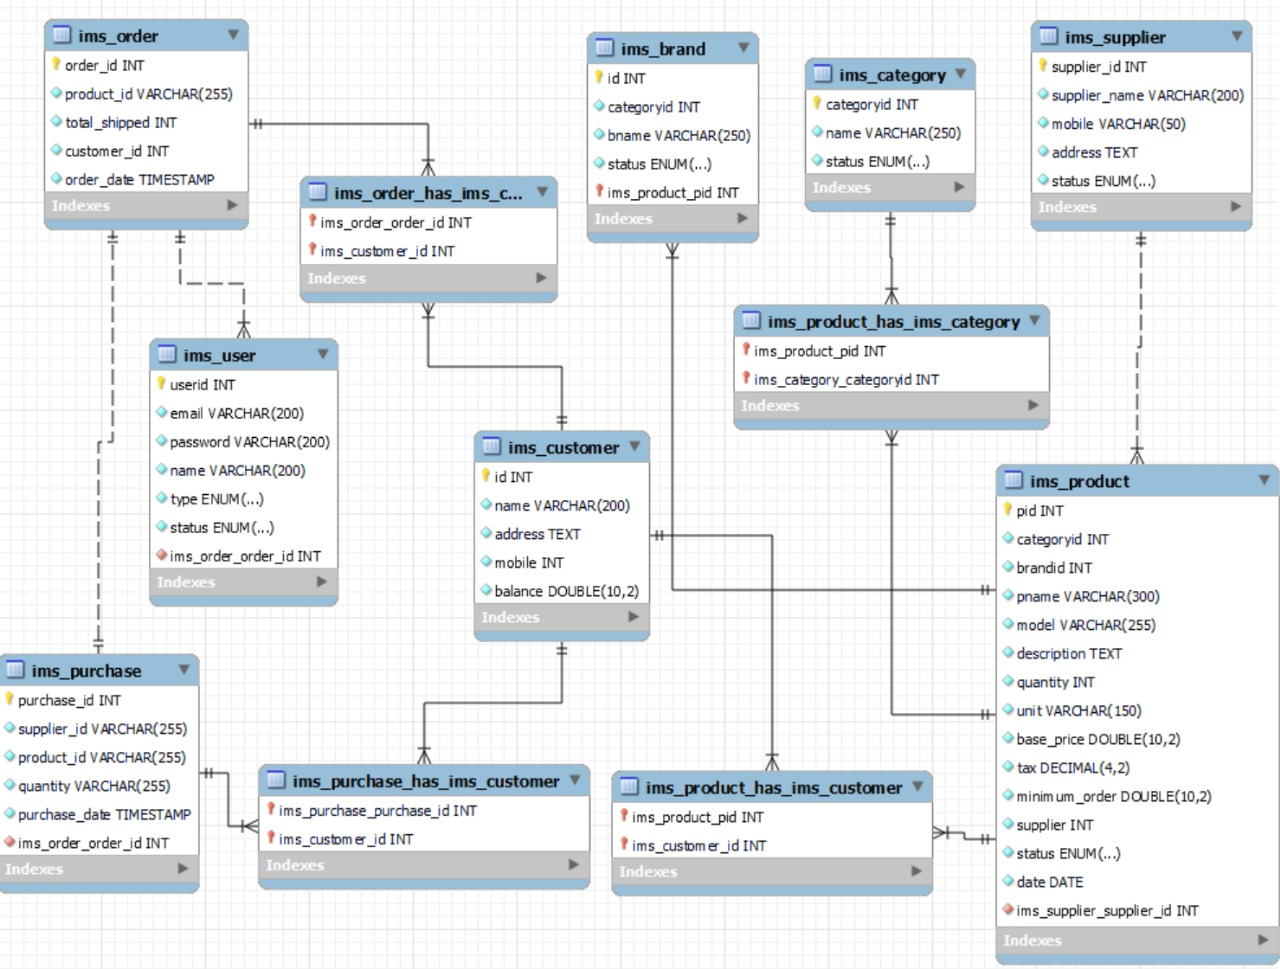 ims_order
order_id INT
product_id VARCHAR(255)
total_shipped INT
customer_id INT
order_date TIMESTAMP
Indexes
ims_brand
id INT
categoryid INT
bname VARCHAR(250)
status ENUM(...)
ims_product_pid INT
Indexes
ims_category
categoryid INT
name VARCHAR(250)
status ENUM(...)
Indexes
ims_supplier
supplier_id INT
supplier_name VARCHAR(200)
mobile VARCHAR(50)
address TEXT
status ENUM(...)
Indexes
ims_order_has_ims_c...
ims_order_order_id INT
ims_customer_id INT
Indexes
ims_product_has_ims_category
ims_product_pid INT
ims_category_categoryid INT
Indexes
ims_user
userid INT
email VARCHAR(200)
password VARCHAR(200)
name VARCHAR(200)
type ENUM(...)
status ENUM(...)
ims_order_order_id INT
Indexes
ims_customer
id INT
name VARCHAR(200)
address TEXT
mobile INT
balance DOUBLE(10,2)
Indexes
ims_product
pid INT
categoryid INT
brandid INT
pname VARCHAR(300)
model VARCHAR(255)
description TEXT
quantity INT
unit VARCHAR(150)
base_price DOUBLE(10,2)
tax DECIMAL(4,2)
minimum_order DOUBLE(10,2)
supplier INT
status ENUM(...)
date DATE
ims_supplier_supplier_id INT
Indexes
ims_purchase
purchase_id INT
supplier_id VARCHAR(255)
product_id VARCHAR(255)
quantity VARCHAR(255)
purchase_date TIMESTAMP
ims_order_order_id INT
Indexes
ims_purchase_has_ims_customer
ims_purchase_purchase_id INT
ims_customer_id INT
Indexes
ims_product_has_ims_customer
ims_product_pid INT
ims_customer_id INT
Indexes